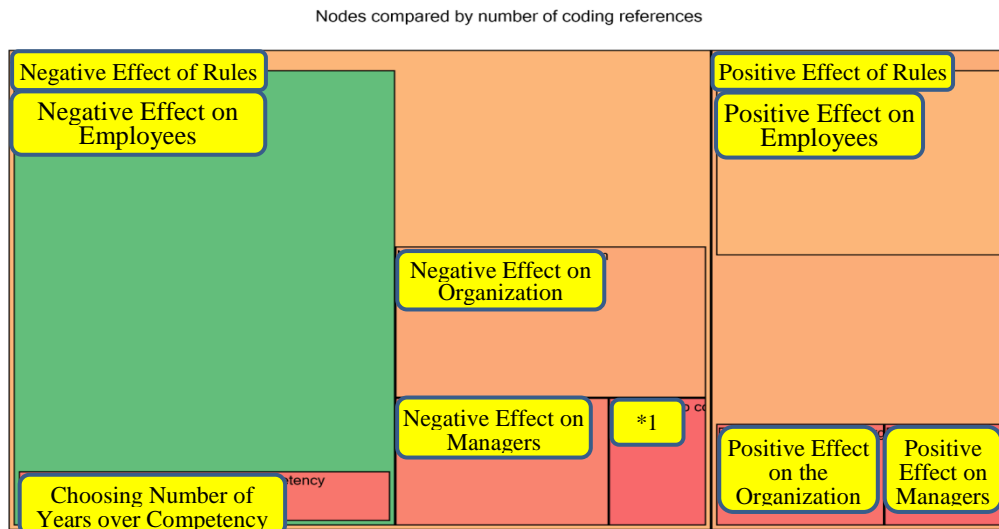 Nodes compared by number of coding references
Negative Effect of Rules
Negative Effect on
Employees
Choosing Number of
Years over Competency
Negative Effect on
Organization
Negative Effect on
Managers
*1
Positive Effect of Rules
Positive Effect on
Employees
Positive Effect
on the
Organization
Positive
Effect on
Managers